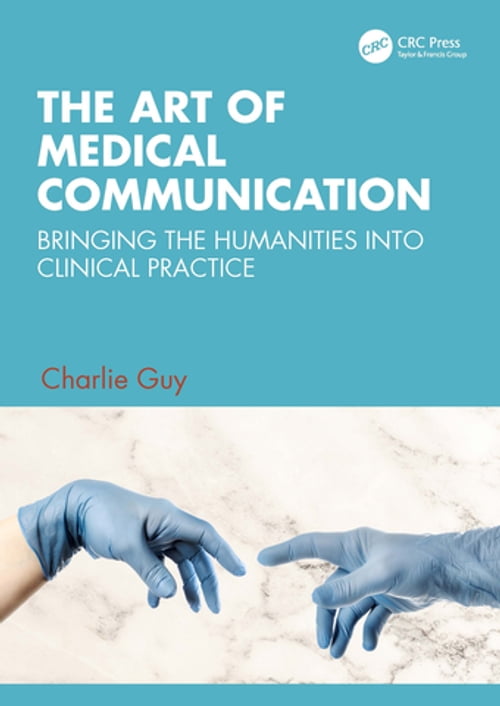 CRC
CRC Press
Taylor & Francis Group
THE ART OF
MEDICAL
COMMUNICATION
BRINGING THE HUMANITIES INTO
CLINICAL PRACTICE
Charlie Guy